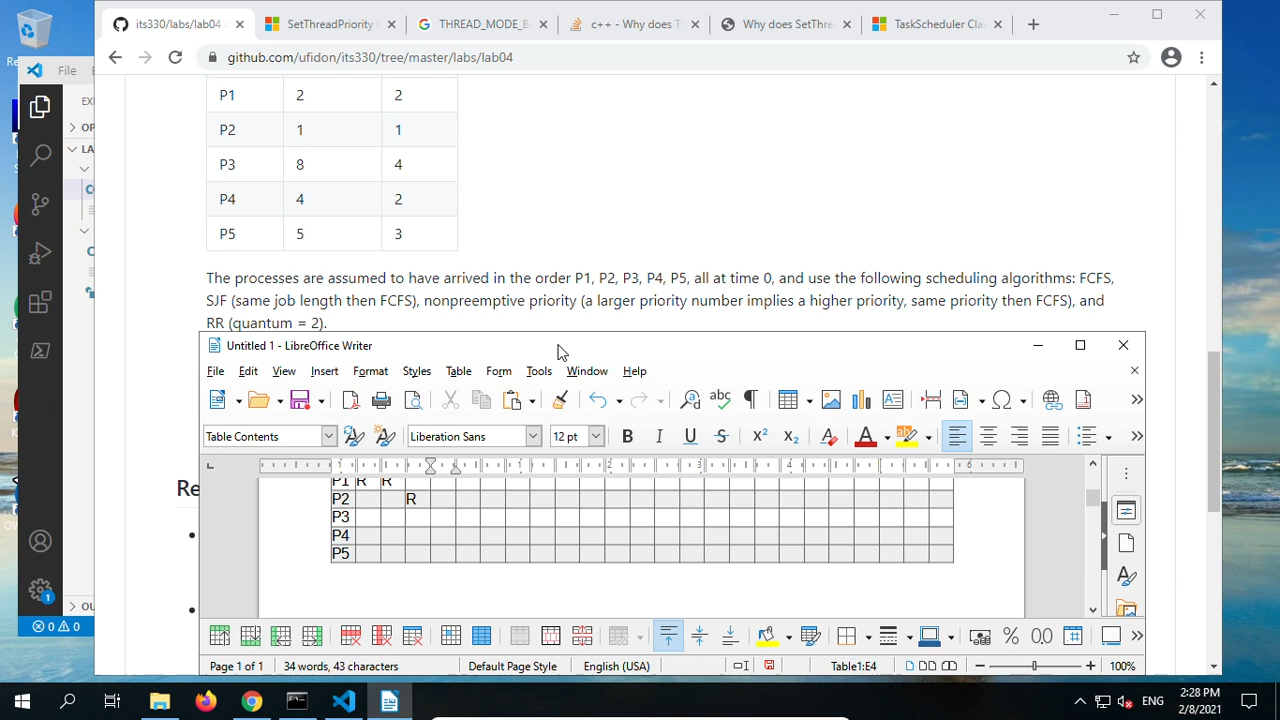 its330/labs/lab04
SetThreadPriority f
THREAD_MODE_B
c++ - Why does T
Why does SetThre
TaskScheduler Cla
github.com/ufidon/its330/tree/master/labs/lab04
File
EX
OP
LA
OU
0 0
P1 2 2
P2 1 1
P3 8 4
P4 4 2
P5 5 3
The processes are assumed to have arrived in the order P1, P2, P3, P4, P5, all at time 0, and use the following scheduling algorithms: FCFS,
SJF (same job length then FCFS), nonpreemptive priority (a larger priority number implies a higher priority, same priority then FCFS), and
RR (quantum = 2).
Re
Untitled 1 - LibreOffice Writer
File Edit View Insert Format Styles Table Form Tools Window Help
Table Contents Liberation Sans 12 pt
P1 R R
P2 R
P3
P4
P5
Page 1 of 1 34 words, 43 characters Default Page Style English (USA) Table1:E4 100%
ENG
2:28 PM
2/8/2021